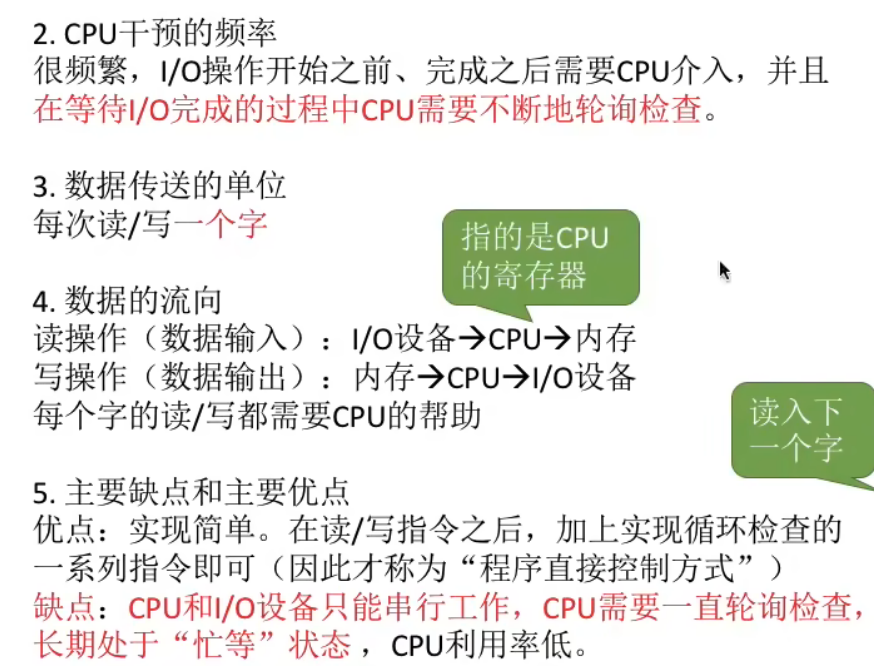 2. CPU干预的频率
很频繁，I/O操作开始之前、完成之后需要CPU介入，并且
在等待I/O完成的过程中CPU需要不断地轮询检查。
3. 数据传送的单位
每次读/写一个字
指的是CPU
的寄存器
4. 数据的流向
读操作（数据输入）：I/O设备→CPU→内存
写操作（数据输出）：内存→CPU→I/O设备
每个字的读/写都需要CPU的帮助
读入下
一个字
5. 主要缺点和主要优点
优点：实现简单。在读/写指令之后，加上实现循环检查的
一系列指令即可（因此才称为“程序直接控制方式”）
缺点：CPU和I/O设备只能串行工作，CPU需要一直轮询检查，
长期处于“忙等”状态，CPU利用率低。